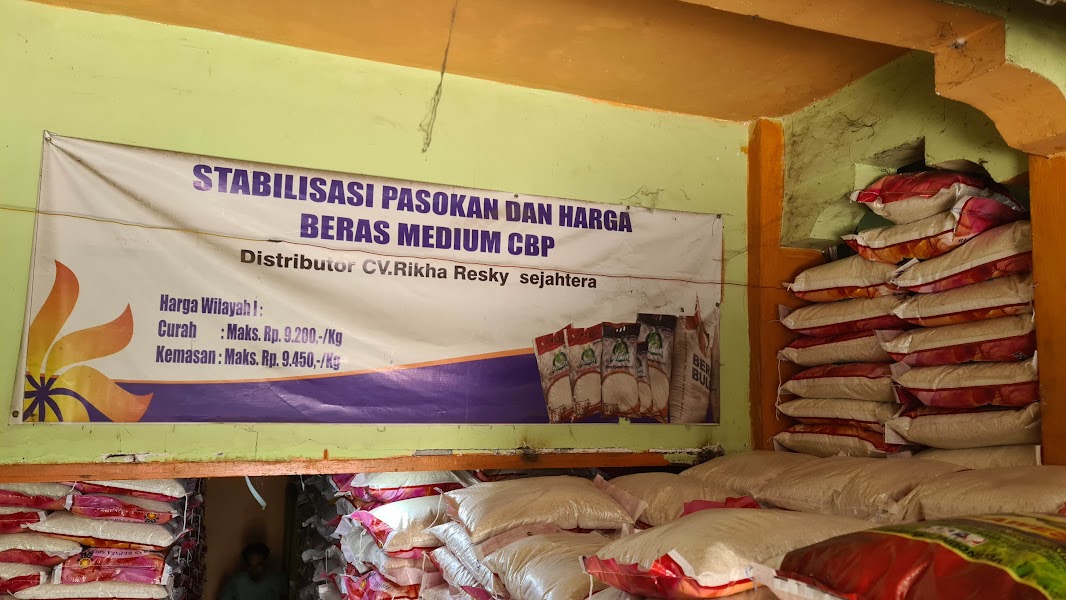 STABILISASI PASOKAN DAN HARGA
BERAS MEDIUM CBP
Distributor CV.Rikha Resky sejahtera
Harga Wilayah I :
Curah : Maks. Rp. 9.200,-/Kg
Kemasan : Maks. Rp. 9.450,-/Kg